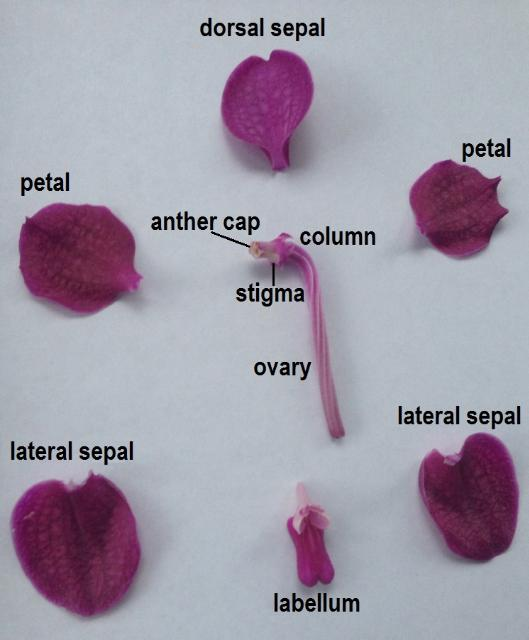 dorsal sepal
petal
petal
anther cap
column
stigma
ovary
lateral sepal
lateral sepal
labellum